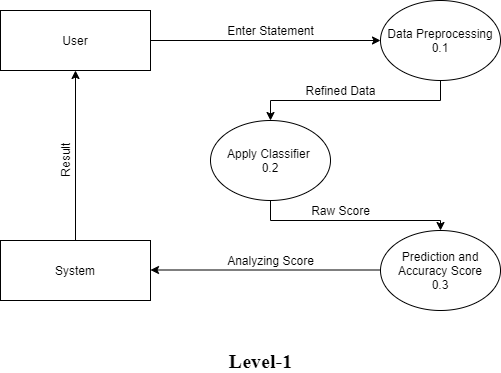 User
Enter Statement
Data Preprocessing
0.1
Refined Data
Apply Classifier
0.2
Result
Raw Score
System
Analyzing Score
Prediction and
Accuracy Score
0.3
Level-1